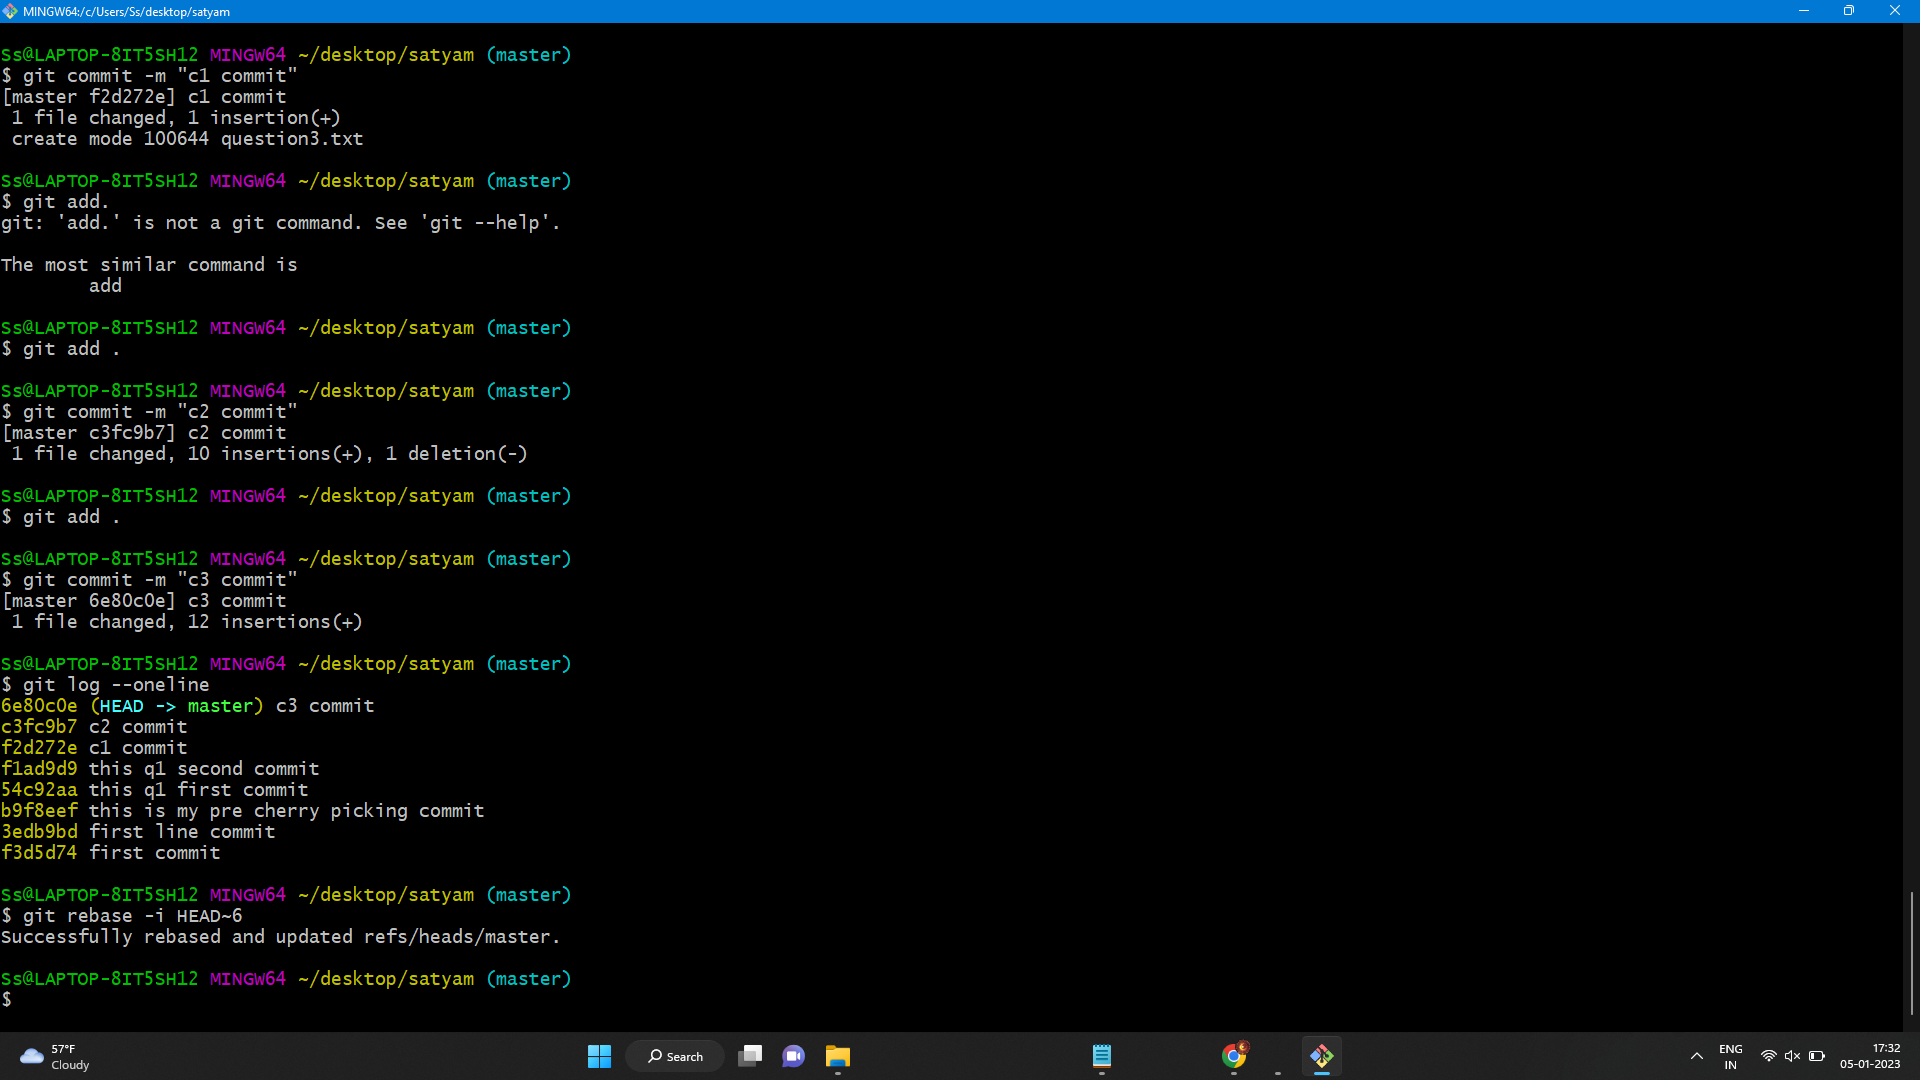 MINGW64:/c/Users/Ss/desktop/satyam
Ss@LAPTOP-8IT5SH12 MINGW64 ~/desktop/satyam (master)
$ git commit -m "c1 commit"
[master f2d272e] c1 commit
 1 file changed, 1 insertion(+)
 create mode 100644 question3.txt
Ss@LAPTOP-8IT5SH12 MINGW64 ~/desktop/satyam (master)
$ git add.
git: 'add.' is not a git command. See 'git --help'.
The most similar command is
        add
Ss@LAPTOP-8IT5SH12 MINGW64 ~/desktop/satyam (master)
$ git add .
Ss@LAPTOP-8IT5SH12 MINGW64 ~/desktop/satyam (master)
$ git commit -m "c2 commit"
[master c3fc9b7] c2 commit
 1 file changed, 10 insertions(+), 1 deletion(-)
Ss@LAPTOP-8IT5SH12 MINGW64 ~/desktop/satyam (master)
$ git add .
Ss@LAPTOP-8IT5SH12 MINGW64 ~/desktop/satyam (master)
$ git commit -m "c3 commit"
[master 6e80c0e] c3 commit
 1 file changed, 12 insertions(+)
Ss@LAPTOP-8IT5SH12 MINGW64 ~/desktop/satyam (master)
$ git log --oneline
6e80c0e (HEAD -> master) c3 commit
c3fc9b7 c2 commit
f2d272e c1 commit
f1ad9d9 this q1 second commit
54c92aa this q1 first commit
b9f8eef this is my pre cherry picking commit
3edb9bd first line commit
f3d5d74 first commit
Ss@LAPTOP-8IT5SH12 MINGW64 ~/desktop/satyam (master)
$ git rebase -i HEAD~6
Successfully rebased and updated refs/heads/master.
Ss@LAPTOP-8IT5SH12 MINGW64 ~/desktop/satyam (master)
$
57°F
Cloudy
Search
ENG
IN
17:32
05-01-2023